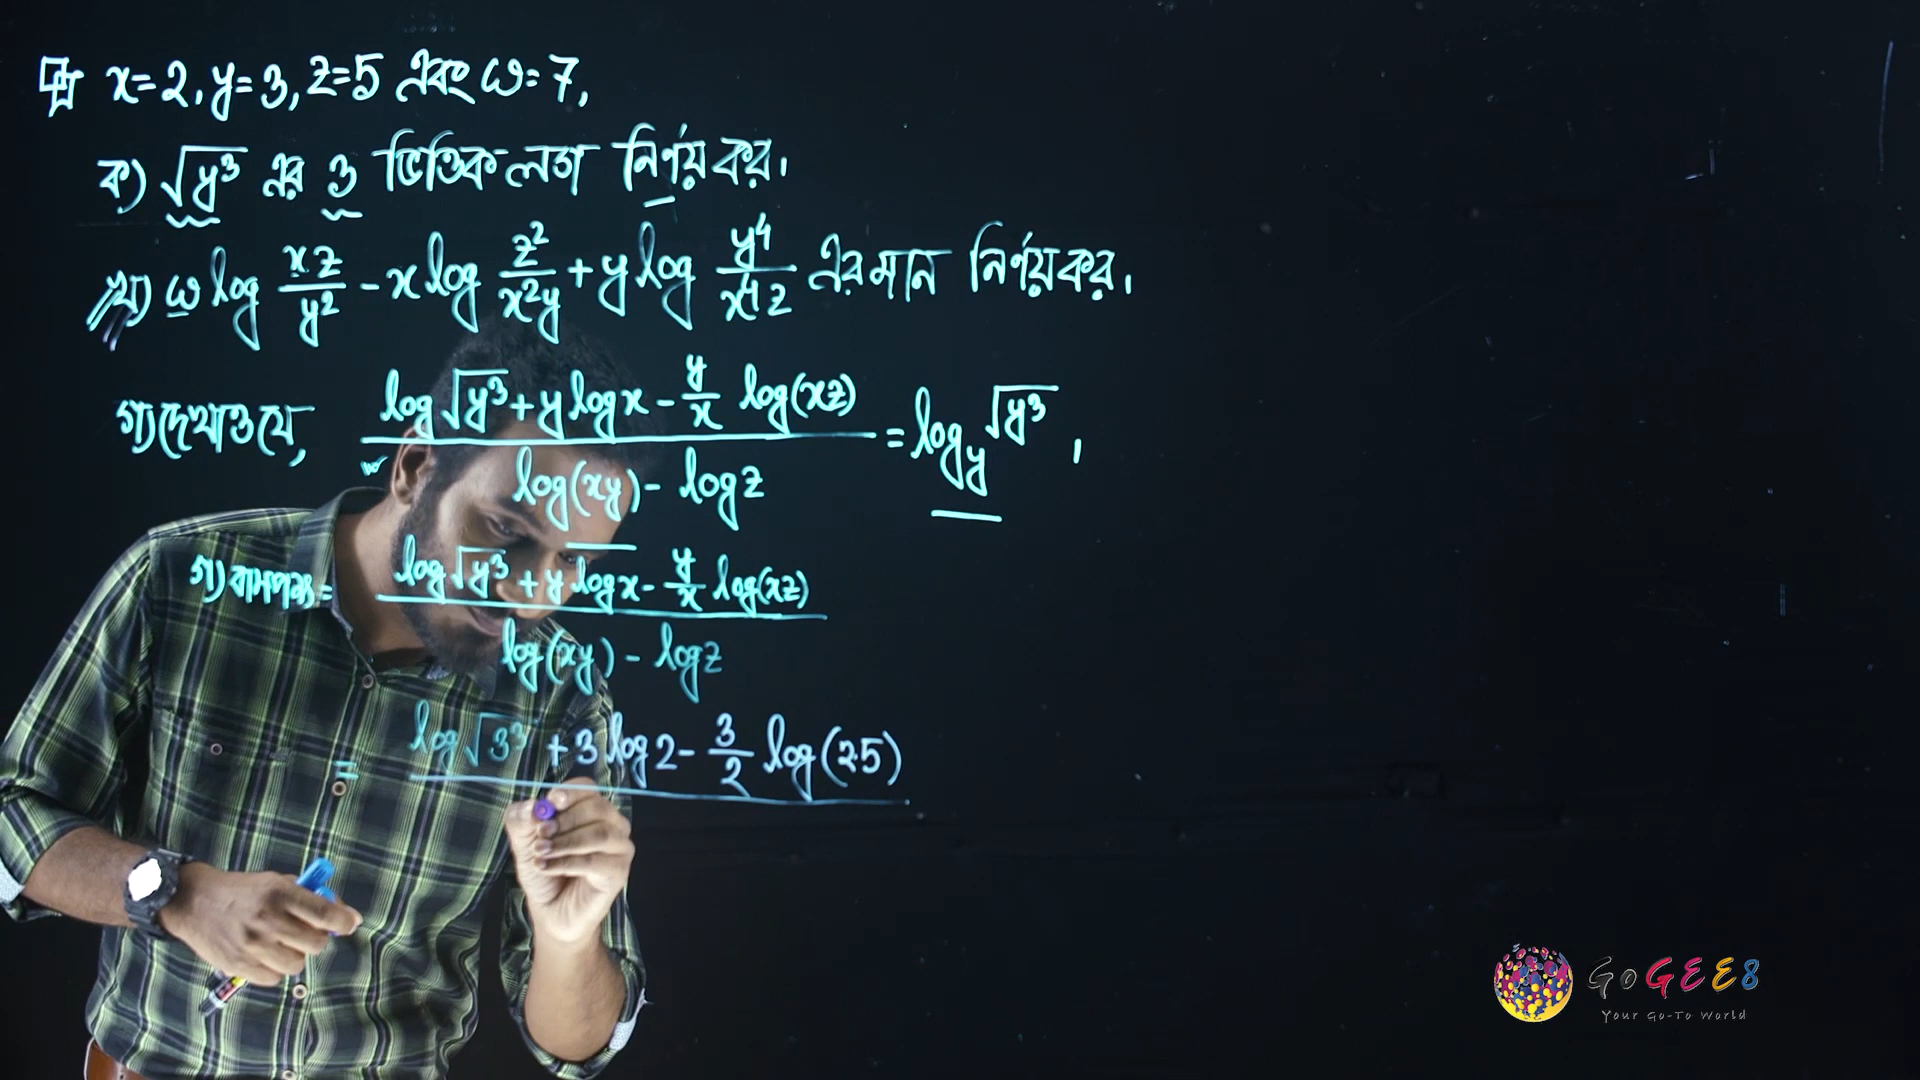 প্রঃ x=2, y=3, z=5 এবং ω=7,
ক) √y³ এর 3 ভিত্তিক লগ নির্ণয় কর।
খ) ω log xz/y² - x log z²/x²y + y log y⁴/x⁴z এর মান নির্ণয় কর।
গ) দেখাও যে, (log√y³ + y log x - y/x log(xz)) / (log(xy) - log z) = log_y √y³ ।
গ) বামপক্ষ = (log√y³ + y log x - y/x log(xz)) / (log(xy) - log z)
= log√3³ + 3 log 2 - 3/2 log(25)
GoGEE8
Your Go-To World